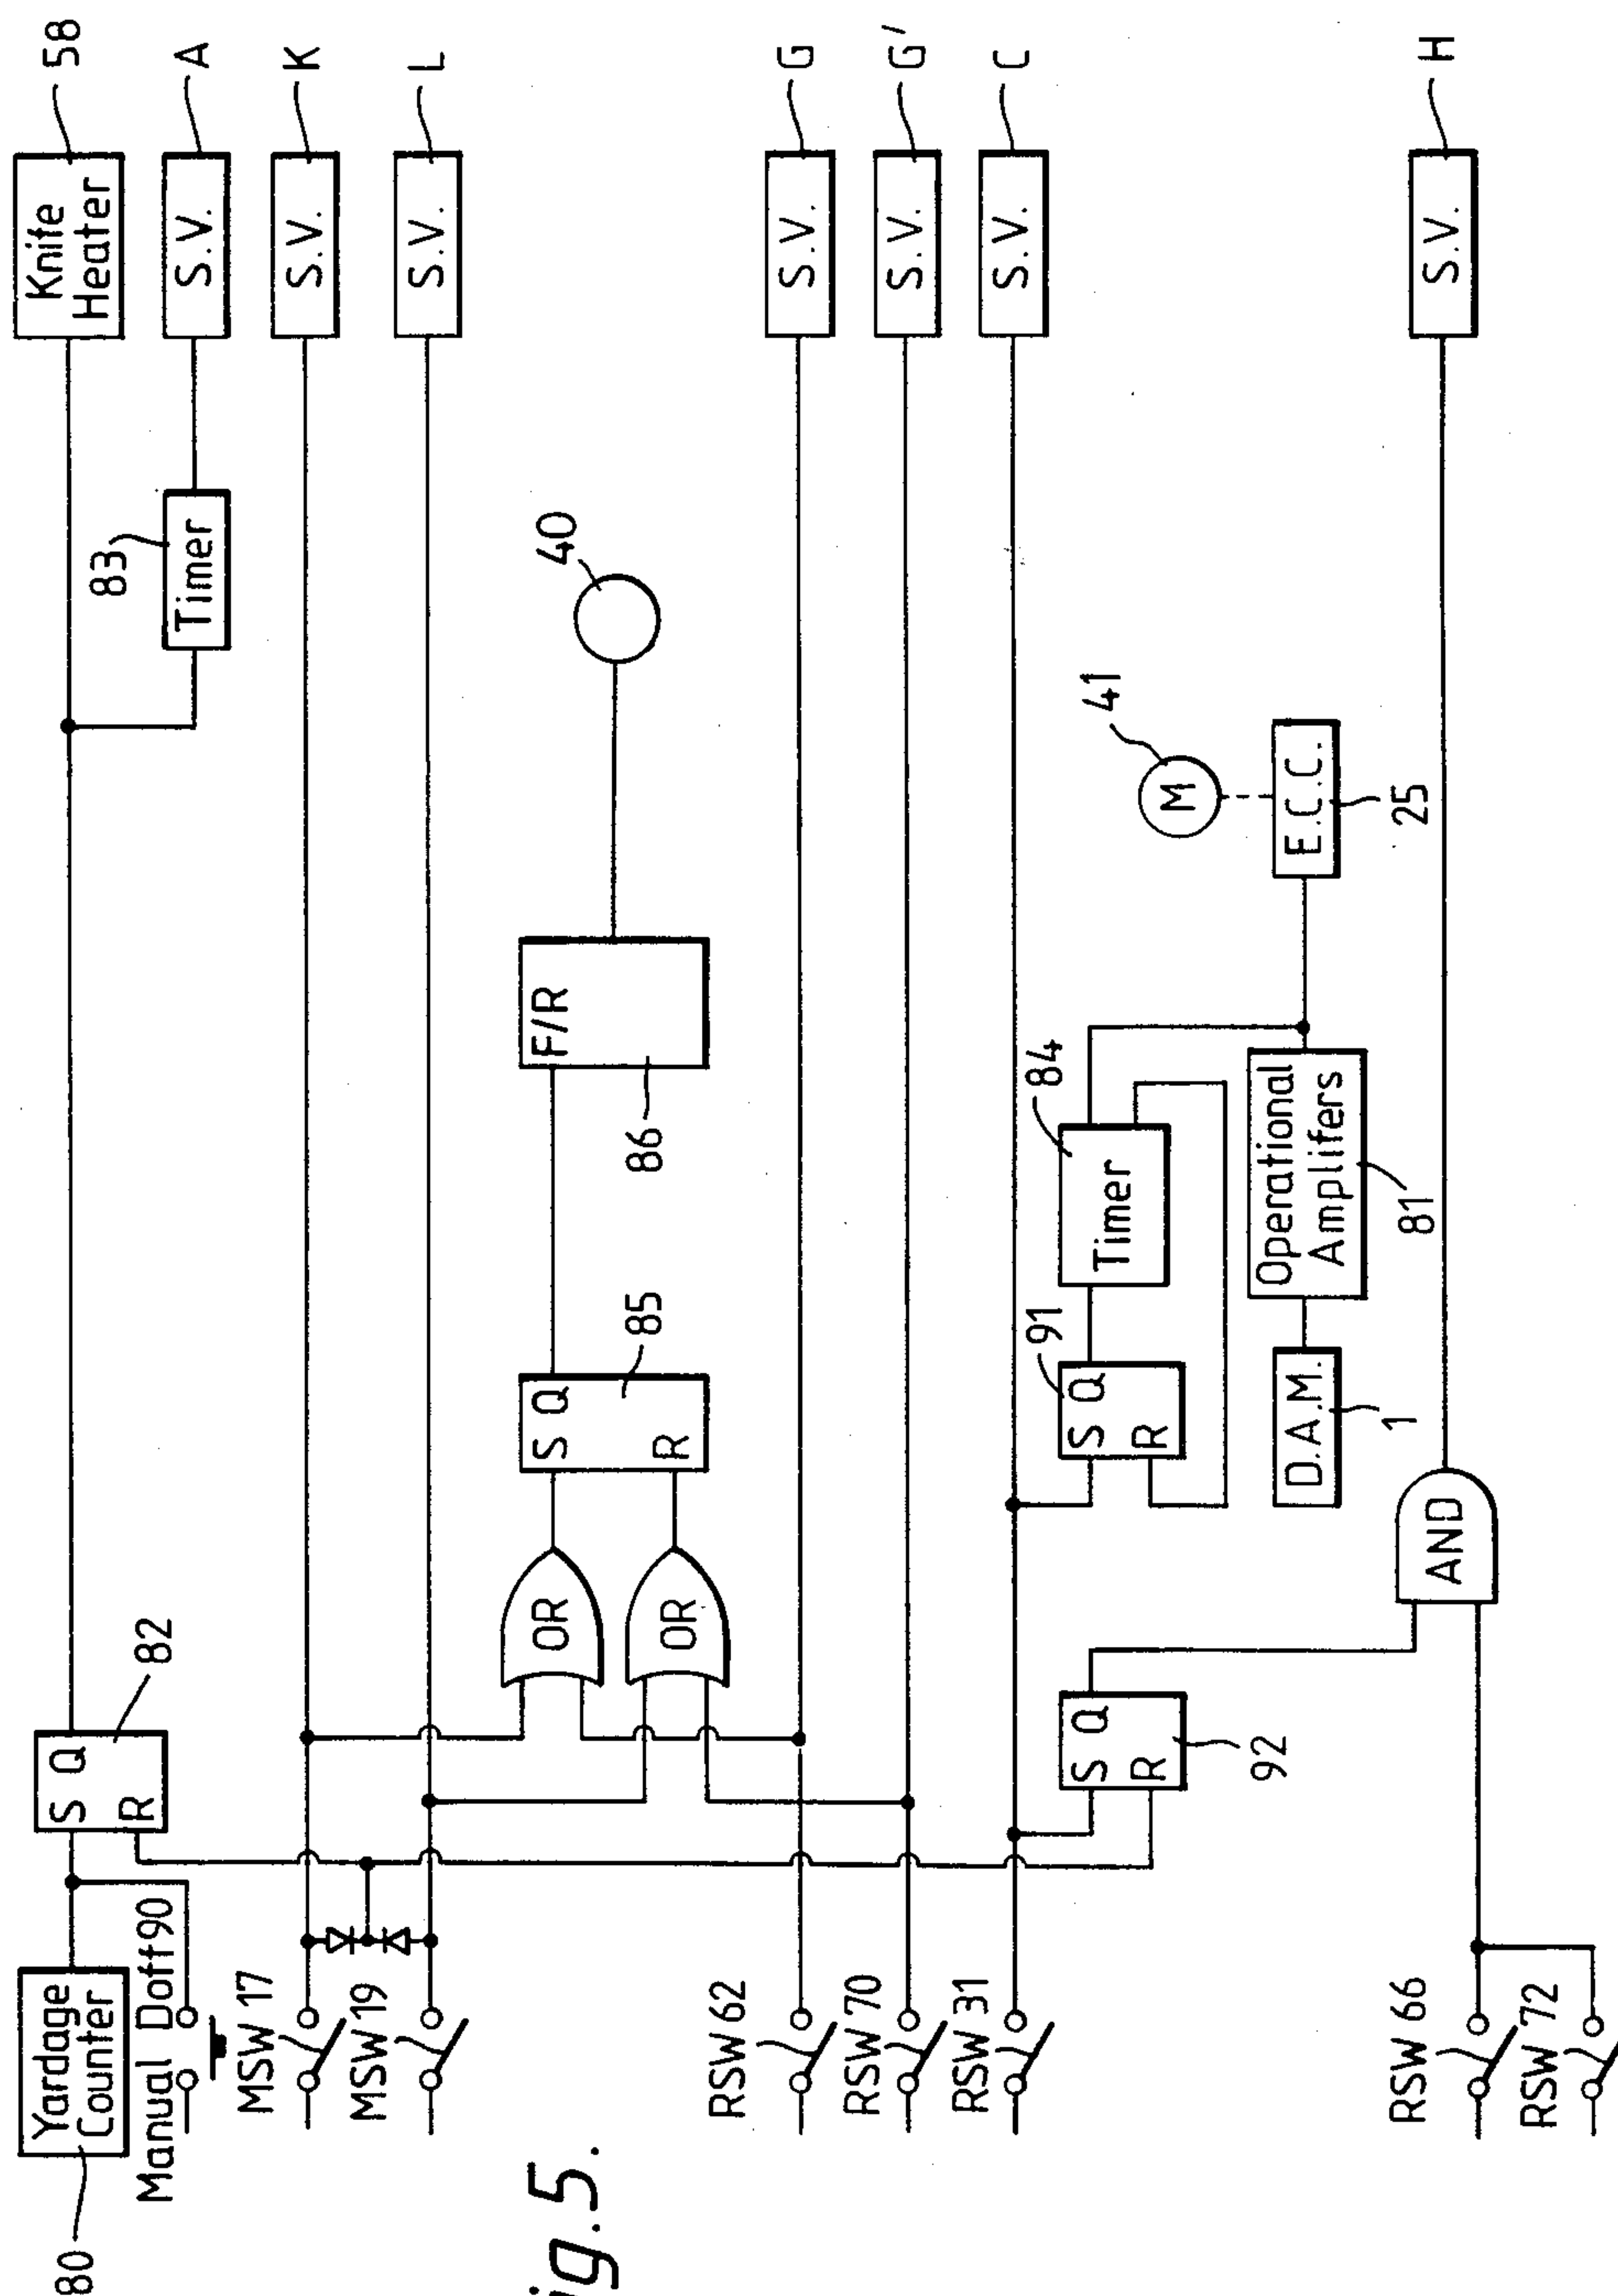 80
Yardage
Counter
Manual Doff 90
MSW 17
MSW 19
RSW 62
RSW 70
RSW 31
RSW 66
RSW 72
S Q
R
82
OR
OR
S Q
R
85
F/R
86
40
S Q
R
92
S Q
R
91
Timer
84
D.A.M.
1
Operational
Amplifers
81
M
41
E.C.C.
25
AND
Timer
83
Knife
Heater
58
S.V.
A
S.V.
K
S.V.
L
S.V.
G
S.V.
G'
S.V.
C
S.V.
H
ig.5.